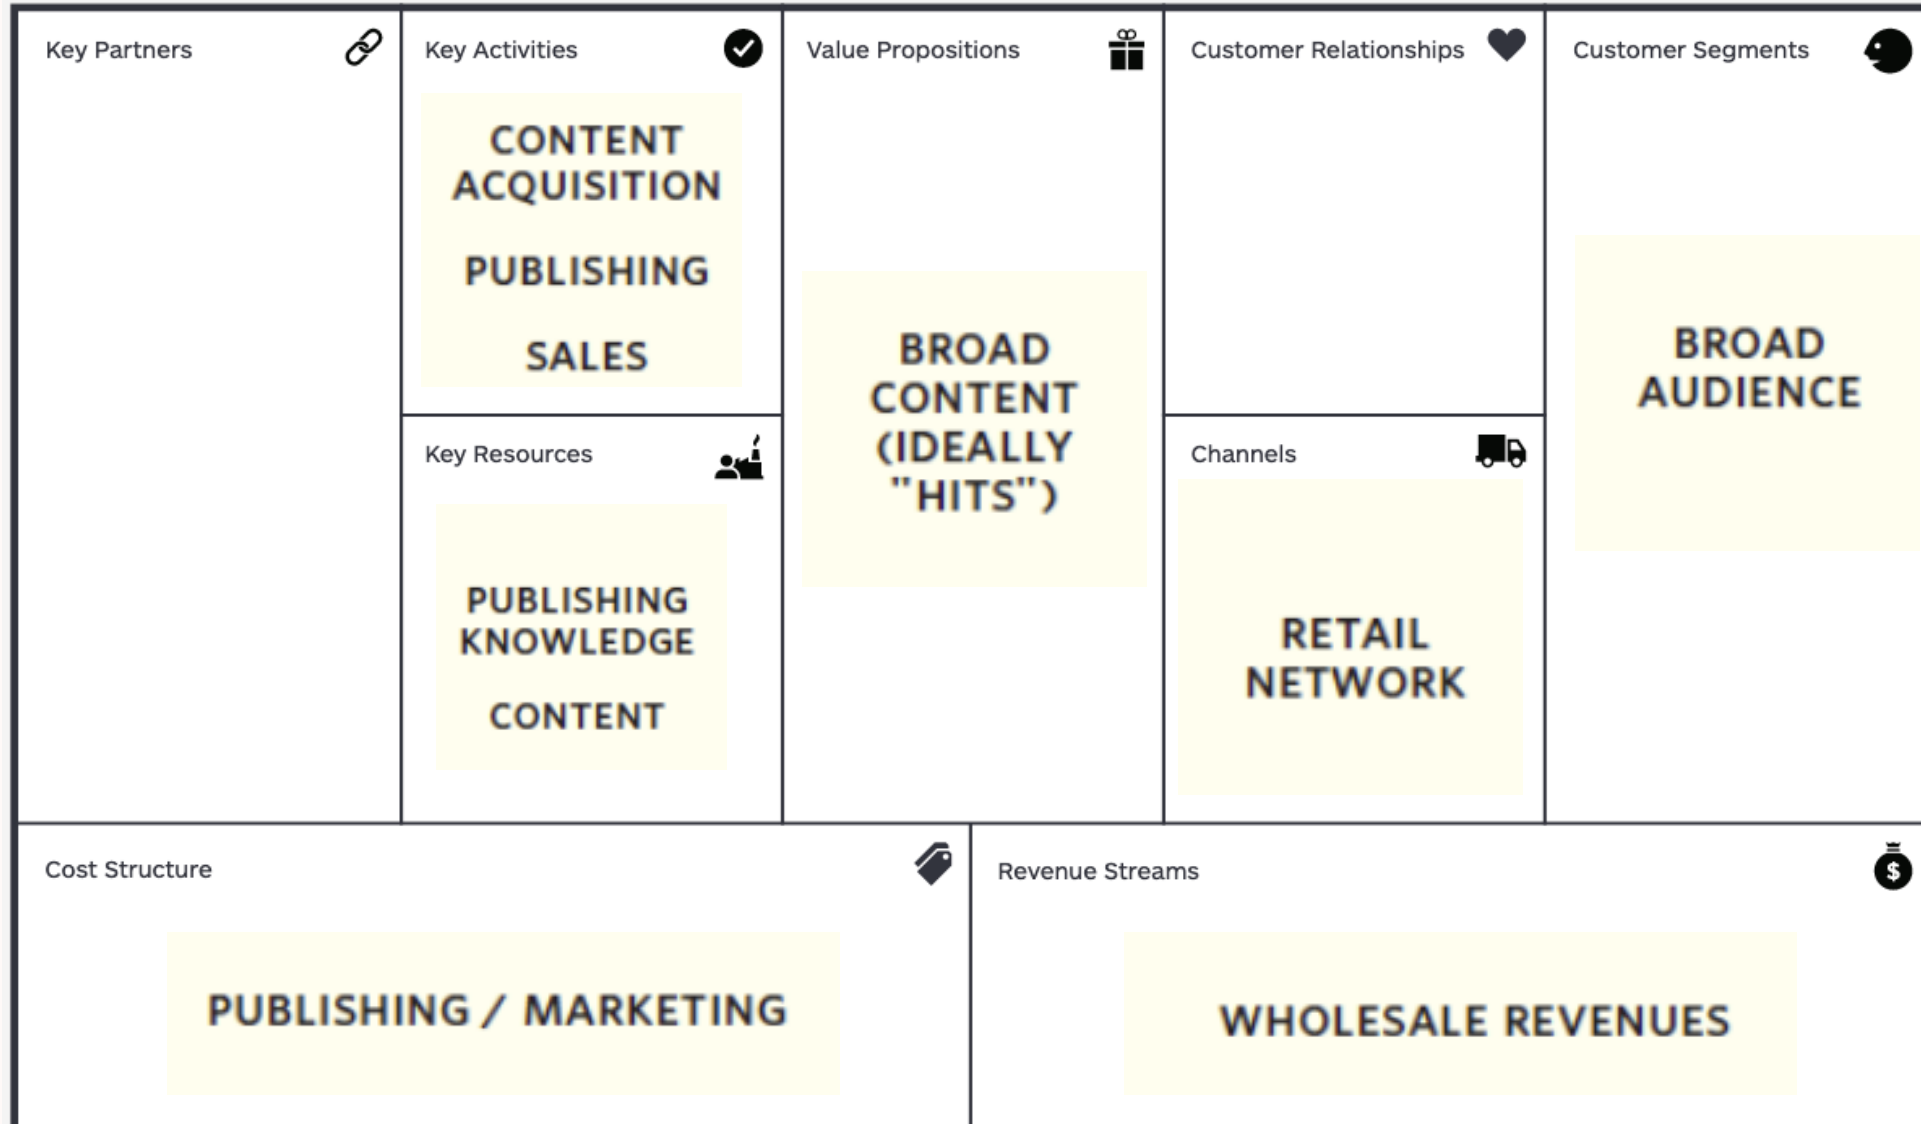 Key Partners
Key Activities
CONTENT
ACQUISITION
PUBLISHING
SALES
Key Resources
PUBLISHING
KNOWLEDGE
CONTENT
Value Propositions
BROAD
CONTENT
(IDEALLY
"HITS")
Customer Relationships
Channels
RETAIL
NETWORK
Customer Segments
BROAD
AUDIENCE
Cost Structure
PUBLISHING / MARKETING
Revenue Streams
$
WHOLESALE REVENUES